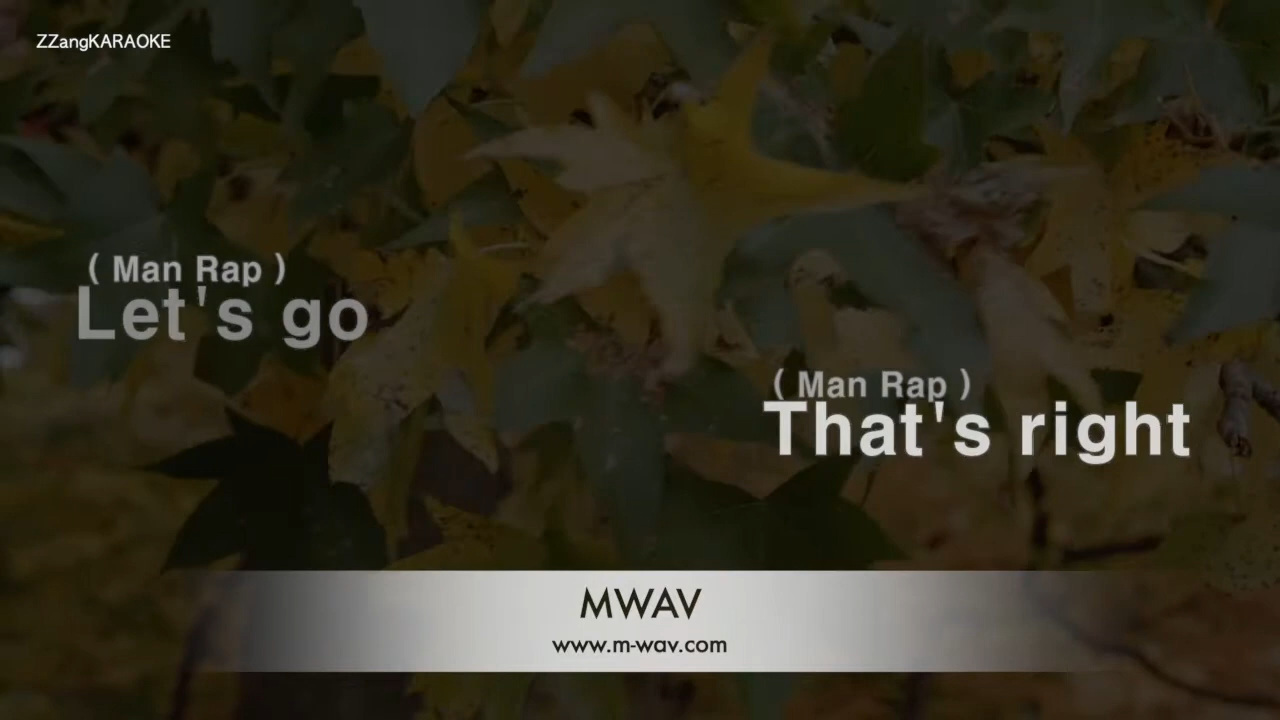 ZZangKARAOKE
( Man Rap )
Let's go
( Man Rap )
That's right
MWAV
www.m-wav.com